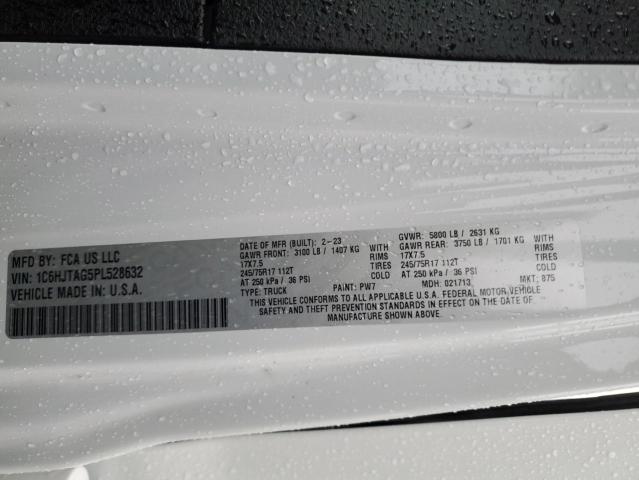 MFD BY: FCA US LLC
VIN: 1C6HJTAG5PL528632
VEHICLE MADE IN: U.S.A.
DATE OF MFR (BUILT): 2-23 GVWR: 5800 LB / 2631 KG
GAWR FRONT: 3100 LB / 1407 KG WITH GAWR REAR: 3750 LB / 1701 KG WITH
17X7.5 RIMS 17X7.5 RIMS
245/75R17 112T TIRES 245/75R17 112T TIRES
AT 250 kPa / 36 PSI COLD AT 250 kPa / 36 PSI COLD
TYPE: TRUCK PAINT: PW7 MDH: 021713 MKT: 875
THIS VEHICLE CONFORMS TO ALL APPLICABLE U.S.A. FEDERAL MOTOR VEHICLE
SAFETY AND THEFT PREVENTION STANDARDS IN EFFECT ON THE DATE OF
MANUFACTURE SHOWN ABOVE.